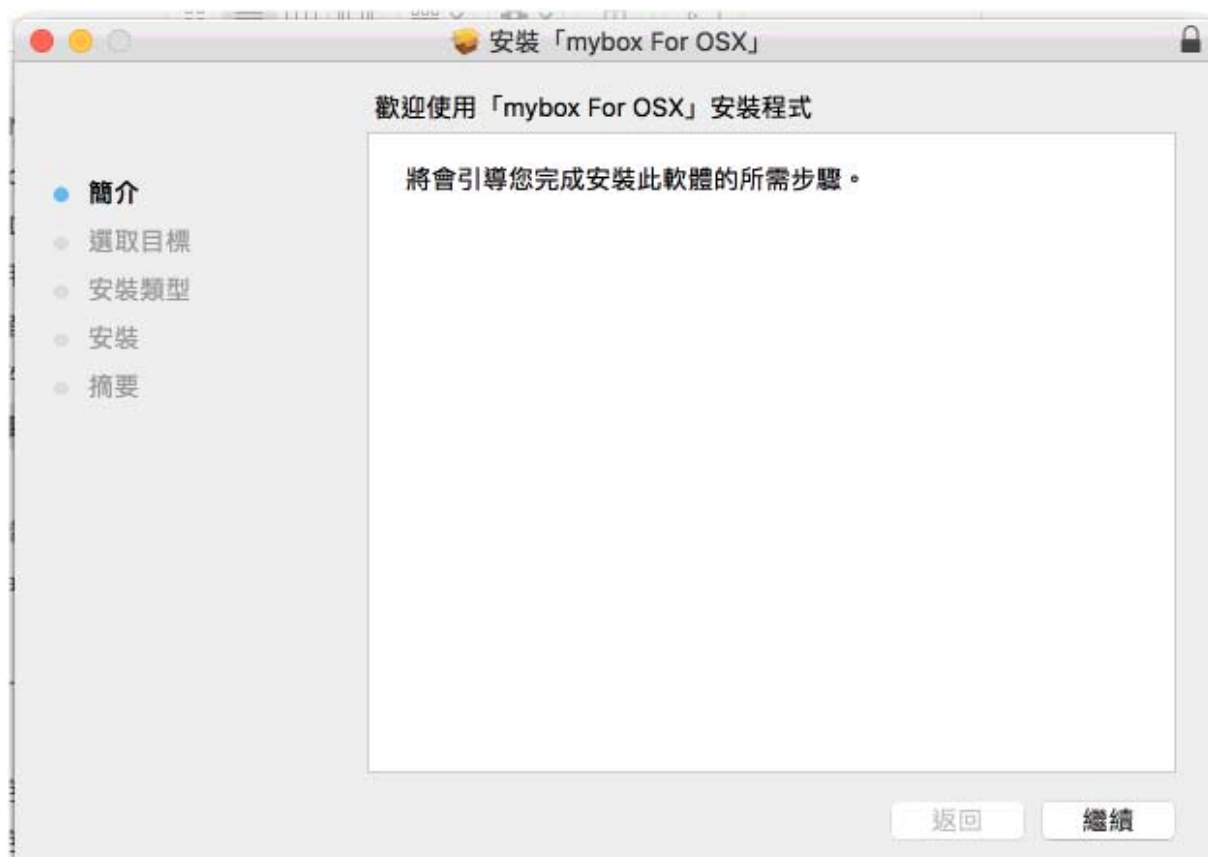 安裝「mybox For OSX」
歡迎使用「mybox For OSX」安裝程式
將會引導您完成安裝此軟體的所需步驟。
簡介
選取目標
安裝類型
安裝
摘要
返回
繼續